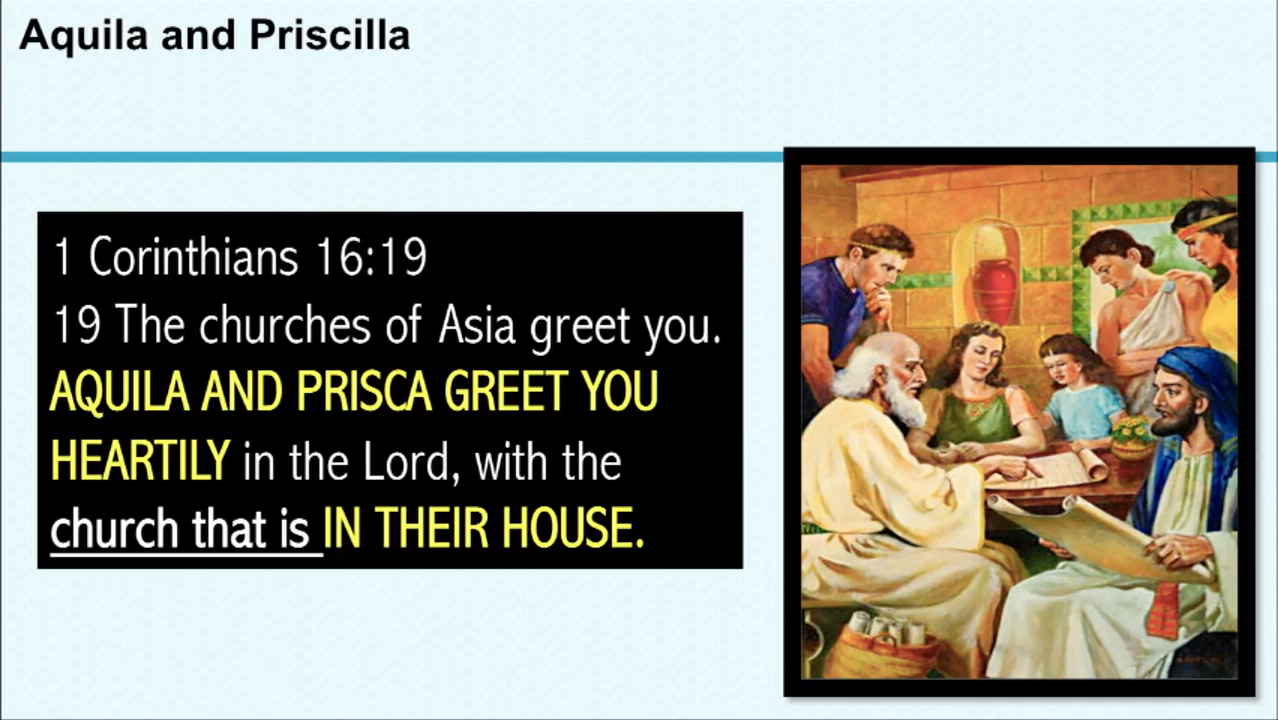 Aquila and Priscilla
1 Corinthians 16:19
19 The churches of Asia greet you.
AQUILA AND PRISCA GREET YOU
HEARTILY in the Lord, with the
church that is IN THEIR HOUSE.